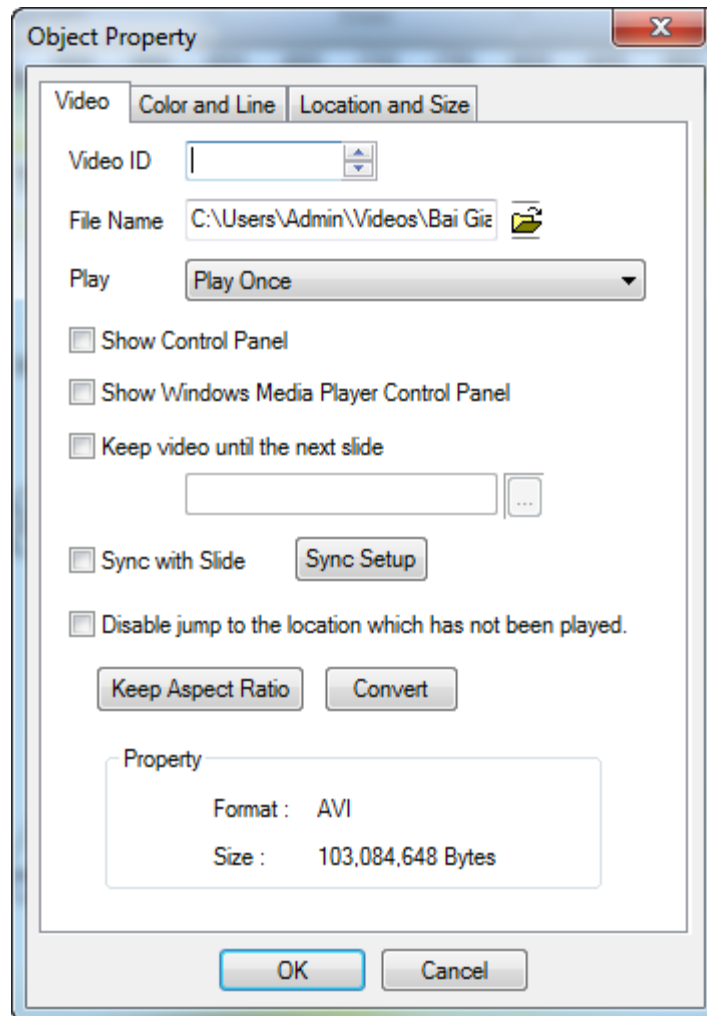 Object Property
Video Color and Line Location and Size
Video ID
File Name C:\Users\Admin\Videos\Bai Gia
Play Play Once
Show Control Panel
Show Windows Media Player Control Panel
Keep video until the next slide
...
Sync with Slide Sync Setup
Disable jump to the location which has not been played.
Keep Aspect Ratio Convert
Property
Format : AVI
Size : 103,084,648 Bytes
OK Cancel